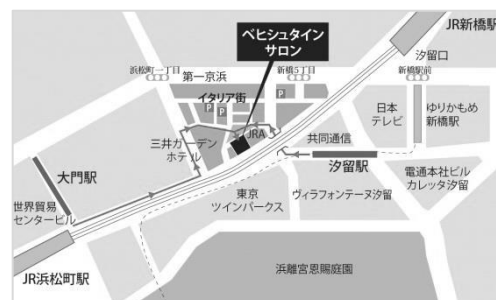 JR新橋駅
ベヒシュタイン
サロン
汐留口
浜松町一丁目
第一京浜
新橋5丁目
新橋駅前
イタリア街
P
P
P
JRA
日本
テレビ
ゆりかもめ
新橋駅
三井ガーデン
ホテル
共同通信
汐留駅
大門駅
電通本社ビル
カレッタ汐留
東京
ツインパークス
ヴィラフォンテーヌ汐留
世界貿易
センタービル
JR浜松町駅
浜離宮恩賜庭園